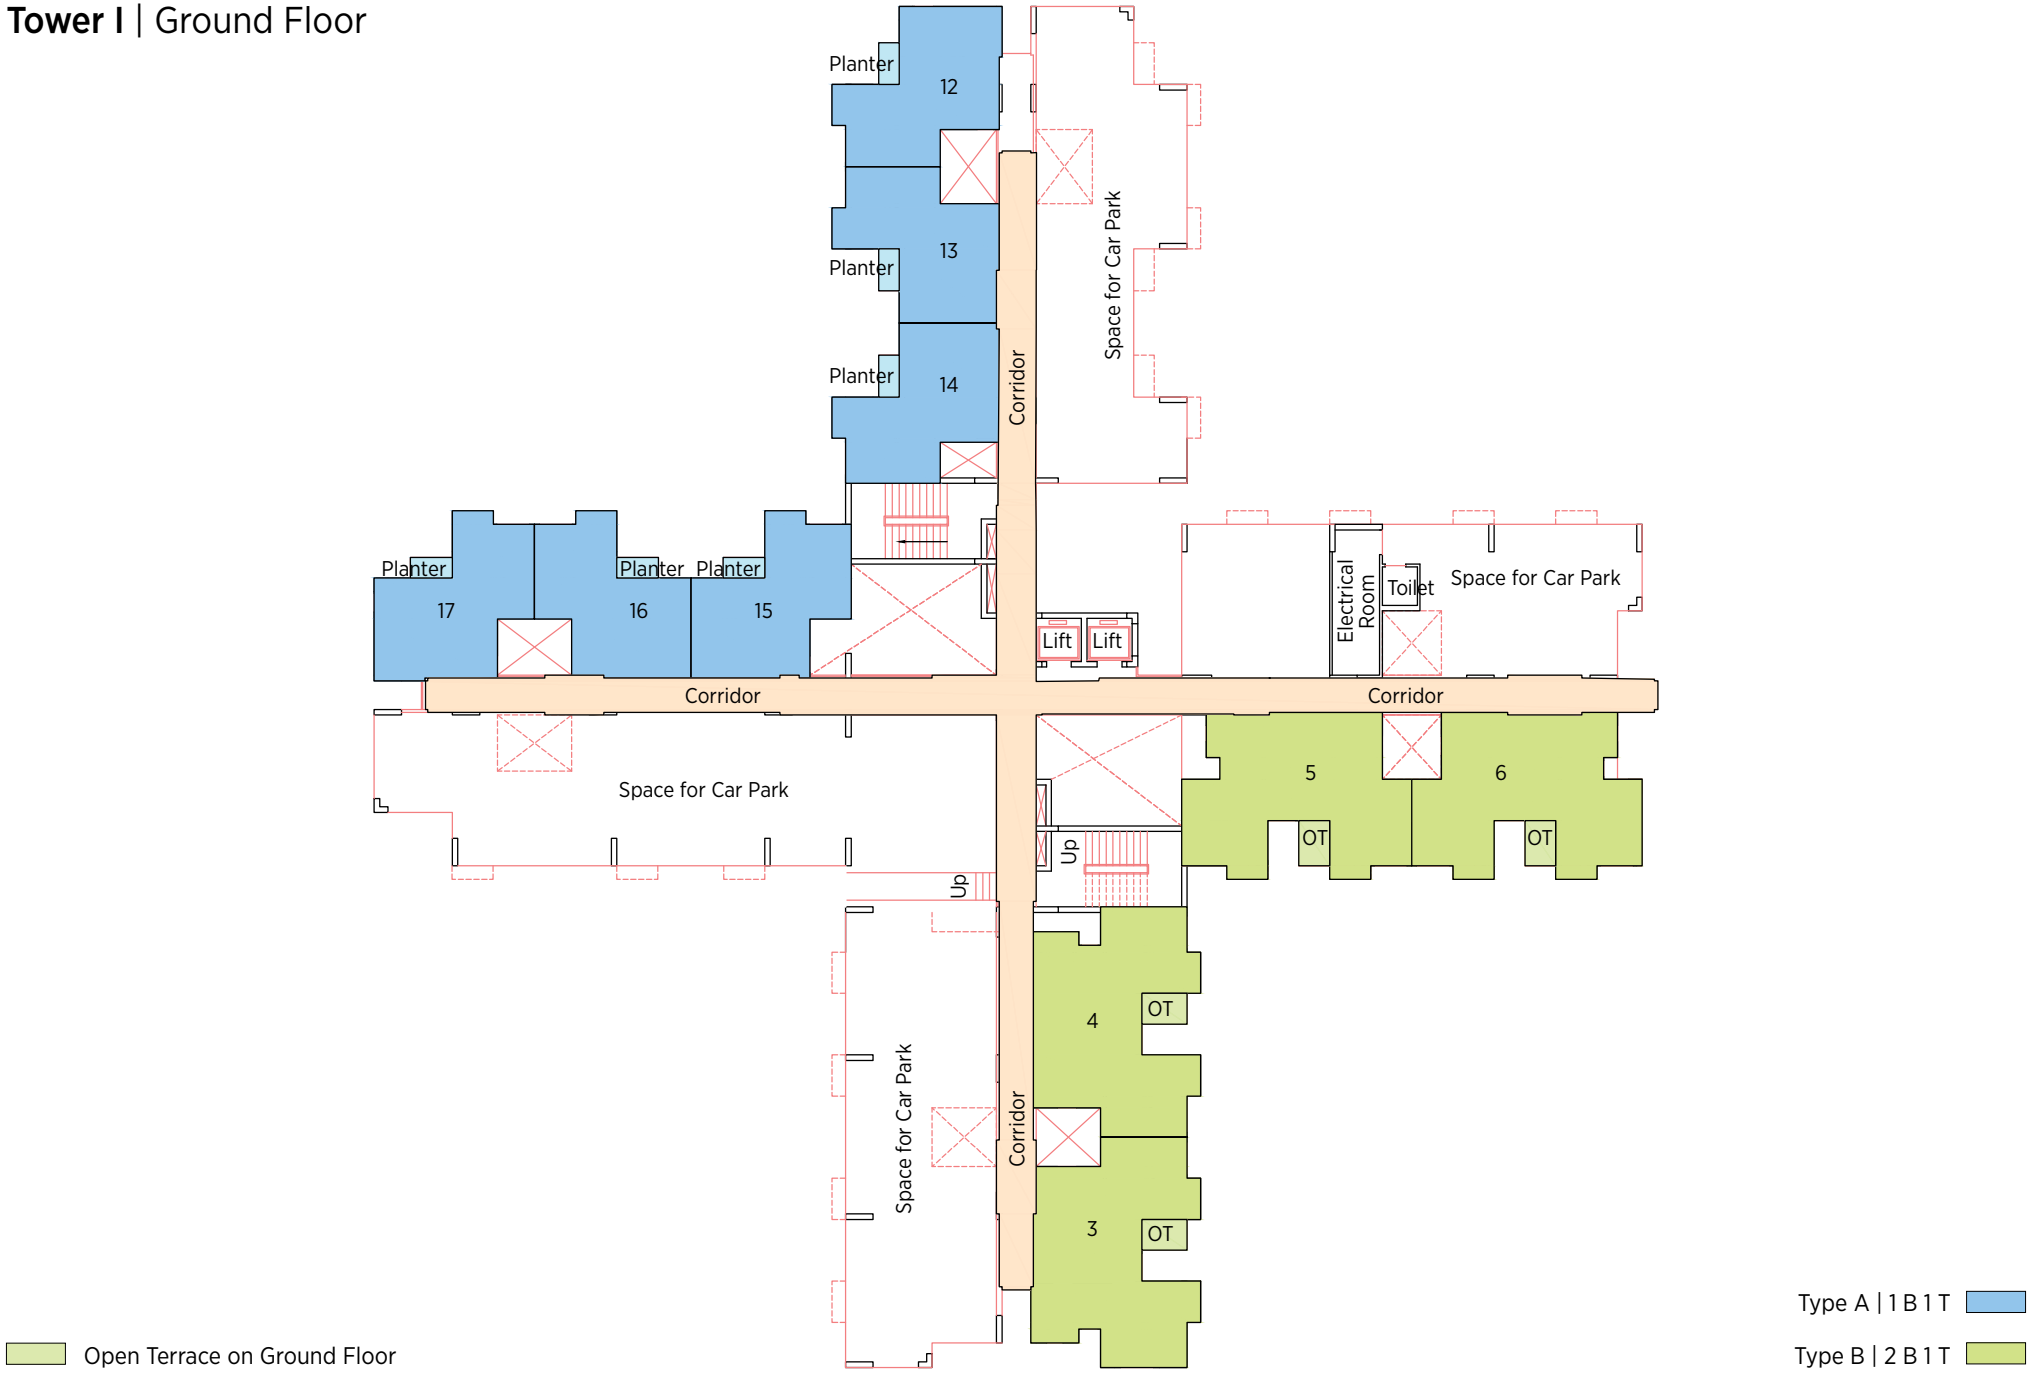 Tower I | Ground Floor
Planter
12
Planter
13
Planter
14
Corridor
Space for Car Park
Planter
Planter
Planter
17
16
15
Lift
Lift
Electrical
Room
Toilet
Space for Car Park
Corridor
Corridor
Space for Car Park
5
6
OT
OT
Up
Up
4
OT
Space for Car Park
Corridor
3
OT
Type A | 1 B 1 T
Type B | 2 B 1 T
Open Terrace on Ground Floor